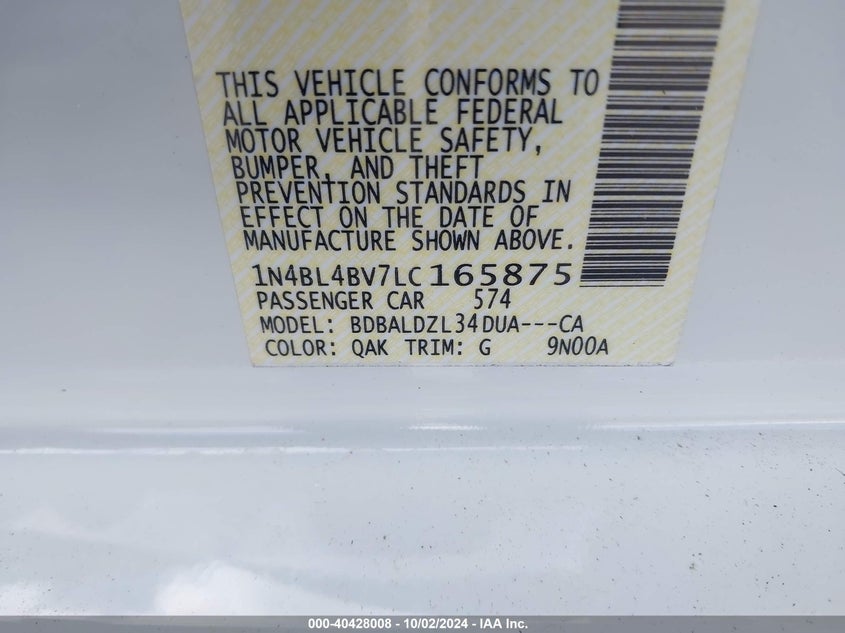 THIS VEHICLE CONFORMS TO
ALL APPLICABLE FEDERAL
MOTOR VEHICLE SAFETY,
BUMPER, AND THEFT
PREVENTION STANDARDS IN
EFFECT ON THE DATE OF
MANUFACTURE SHOWN ABOVE.
1N4BL4BV7LC165875
PASSENGER CAR 574
MODEL: BDBALDZL34DUA---CA
COLOR: QAK TRIM: G 9N00A
000-40428008 - 10/02/2024 - IAA Inc.